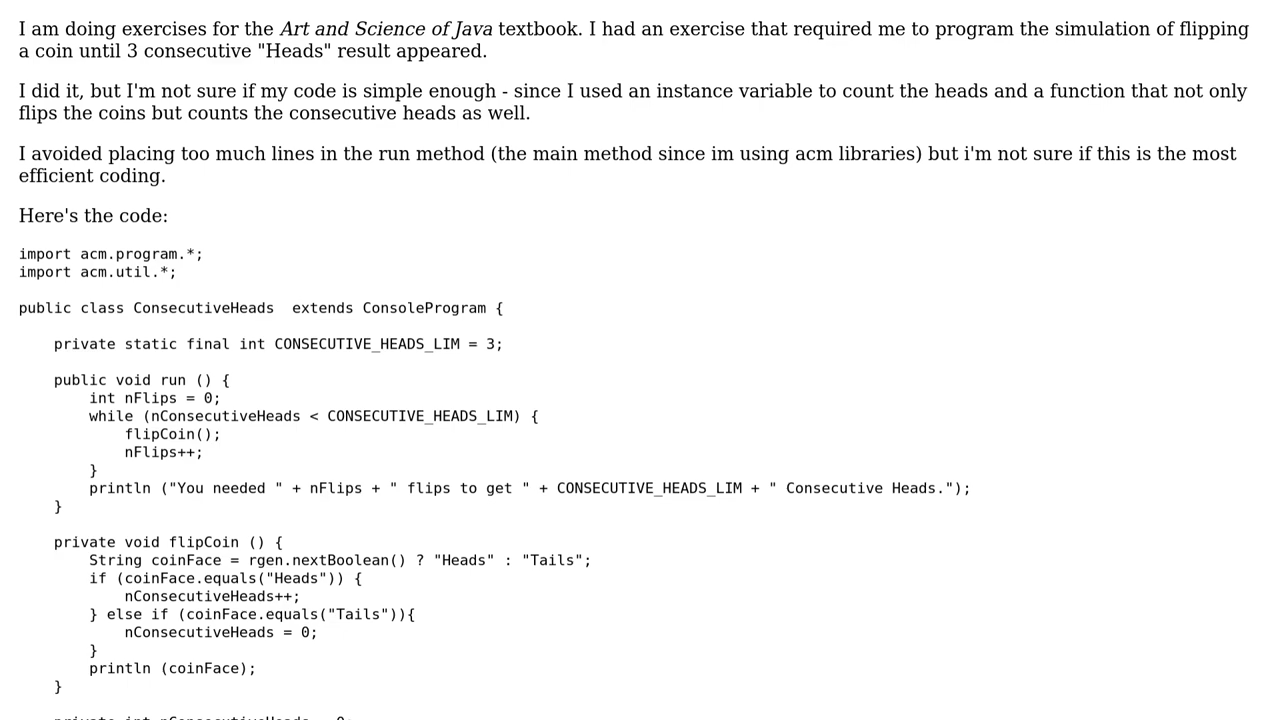 I am doing exercises for the Art and Science of Java textbook. I had an exercise that required me to program the simulation of flipping
a coin until 3 consecutive "Heads" result appeared.
I did it, but I'm not sure if my code is simple enough - since I used an instance variable to count the heads and a function that not only
flips the coins but counts the consecutive heads as well.
I avoided placing too much lines in the run method (the main method since im using acm libraries) but i'm not sure if this is the most
efficient coding.
Here's the code:
import acm.program.*;
import acm.util.*;
public class ConsecutiveHeads  extends ConsoleProgram {
    private static final int CONSECUTIVE_HEADS_LIM = 3;
    public void run () {
        int nFlips = 0;
        while (nConsecutiveHeads < CONSECUTIVE_HEADS_LIM) {
            flipCoin();
            nFlips++;
        }
        println ("You needed " + nFlips + " flips to get " + CONSECUTIVE_HEADS_LIM + " Consecutive Heads.");
    }
    private void flipCoin () {
        String coinFace = rgen.nextBoolean() ? "Heads" : "Tails";
        if (coinFace.equals("Heads")) {
            nConsecutiveHeads++;
        } else if (coinFace.equals("Tails")){
            nConsecutiveHeads = 0;
        }
        println (coinFace);
    }